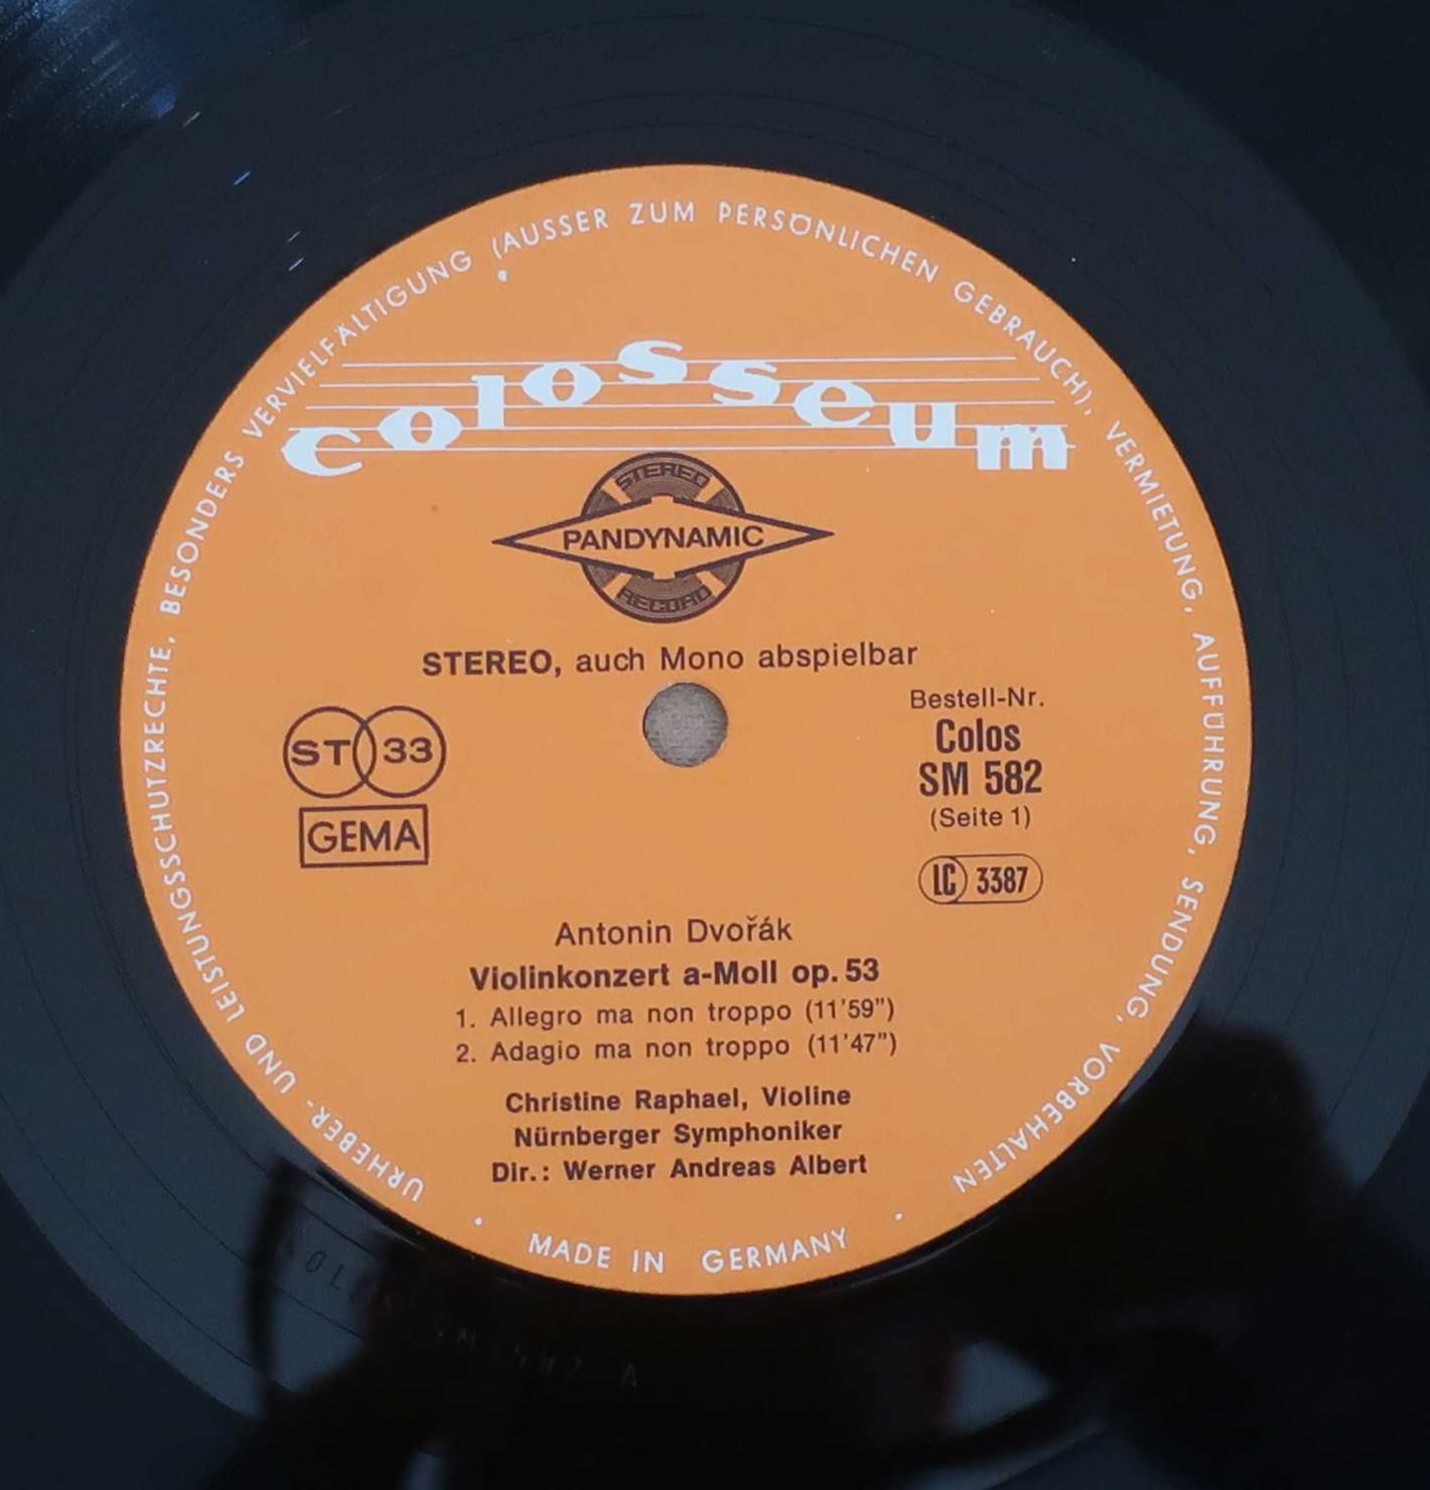 URHEBER- UND LEISTUNGSSCHUTZRECHTE, BESONDERS VERVIELFÄLTIGUNG (AUSSER ZUM PERSÖNLICHEN GEBRAUCH), VERMIETUNG, AUFFÜHRUNG, SENDUNG, VORBEHALTEN
colosseum
STEREO
PANDYNAMIC
RECORD
STEREO, auch Mono abspielbar
Bestell-Nr.
Colos
SM 582
(Seite 1)
ST 33
GEMA
LC 3387
Antonin Dvořák
Violinkonzert a-Moll op. 53
1. Allegro ma non troppo (11'59")
2. Adagio ma non troppo (11'47")
Christine Raphael, Violine
Nürnberger Symphoniker
Dir.: Werner Andreas Albert
• MADE IN GERMANY •